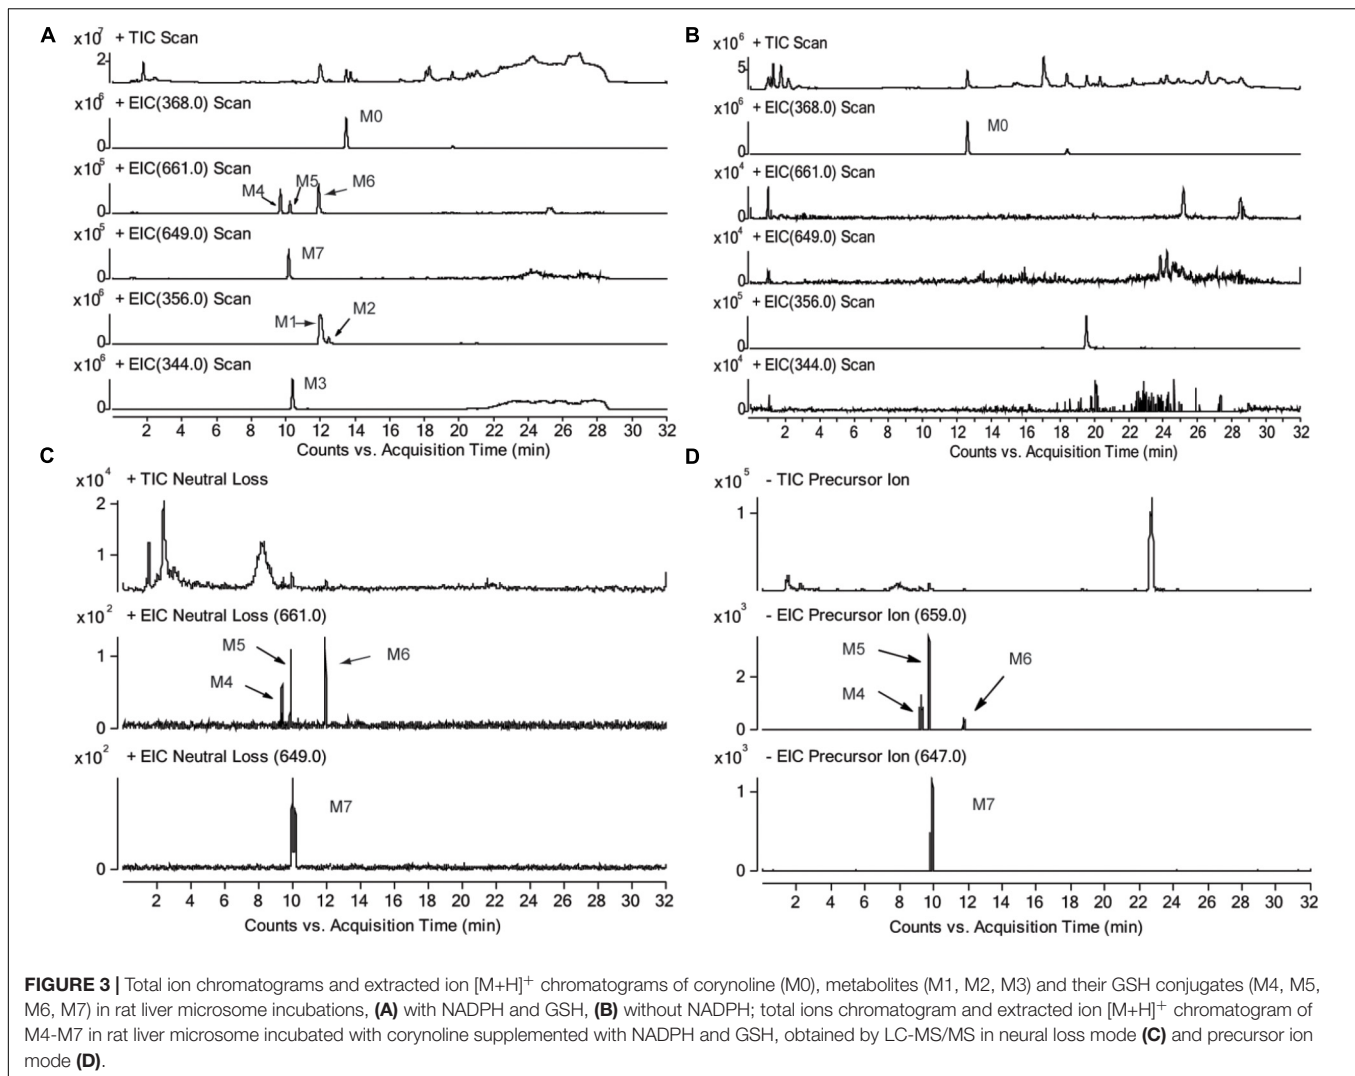 A
x10⁷ + TIC Scan
2
x10⁶ + EIC(368.0) Scan
M0
0
x10⁵ + EIC(661.0) Scan
M4 M5 M6
0
x10⁵ + EIC(649.0) Scan
M7
0
x10⁶ + EIC(356.0) Scan
M1 M2
0
x10⁶ + EIC(344.0) Scan
M3
0
2 4 6 8 10 12 14 16 18 20 22 24 26 28 30 32
Counts vs. Acquisition Time (min)
B
x10⁶ + TIC Scan
5
x10⁶ + EIC(368.0) Scan
M0
0
x10⁴ + EIC(661.0) Scan
0
x10⁴ + EIC(649.0) Scan
0
x10⁵ + EIC(356.0) Scan
0
x10⁴ + EIC(344.0) Scan
0
2 4 6 8 10 12 14 16 18 20 22 24 26 28 30 32
Counts vs. Acquisition Time (min)
C
x10⁴ + TIC Neutral Loss
2
1
x10² + EIC Neutral Loss (661.0)
M5
1
M6
M4
0
x10² + EIC Neutral Loss (649.0)
M7
0
2 4 6 8 10 12 14 16 18 20 22 24 26 28 30 32
Counts vs. Acquisition Time (min)
D
x10⁵ - TIC Precursor Ion
1
0
x10³ - EIC Precursor Ion (659.0)
M5
M6
2
M4
0
x10³ - EIC Precursor Ion (647.0)
1
M7
0
2 4 6 8 10 12 14 16 18 20 22 24 26 28 30 32
Counts vs. Acquisition Time (min)
FIGURE 3 | Total ion chromatograms and extracted ion [M+H]⁺ chromatograms of corynoline (M0), metabolites (M1, M2, M3) and their GSH conjugates (M4, M5,
M6, M7) in rat liver microsome incubations, (A) with NADPH and GSH, (B) without NADPH; total ions chromatogram and extracted ion [M+H]⁺ chromatogram of
M4-M7 in rat liver microsome incubated with corynoline supplemented with NADPH and GSH, obtained by LC-MS/MS in neural loss mode (C) and precursor ion
mode (D).